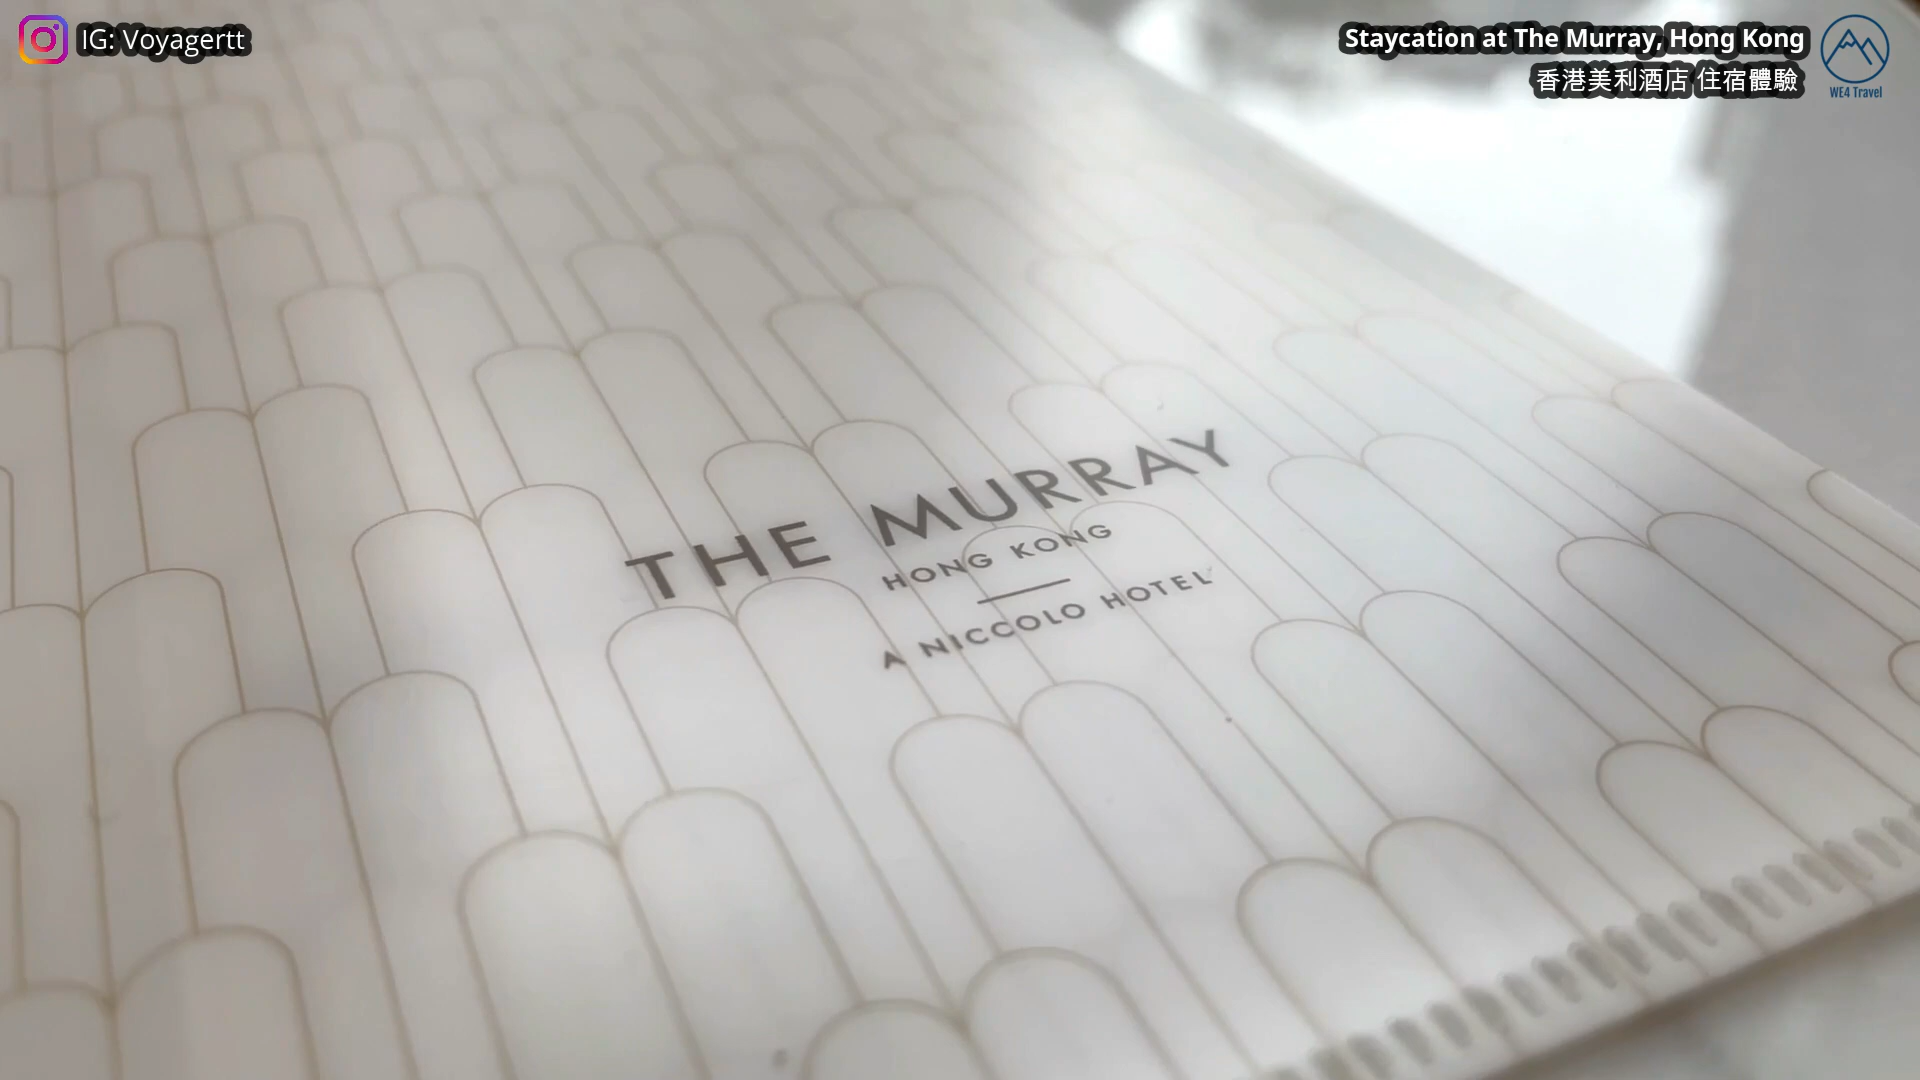 IG: Voyagertt
Staycation at The Murray, Hong Kong
香港美利酒店 住宿體驗
WE4 Travel
THE MURRAY
HONG KONG
A NICCOLO HOTEL